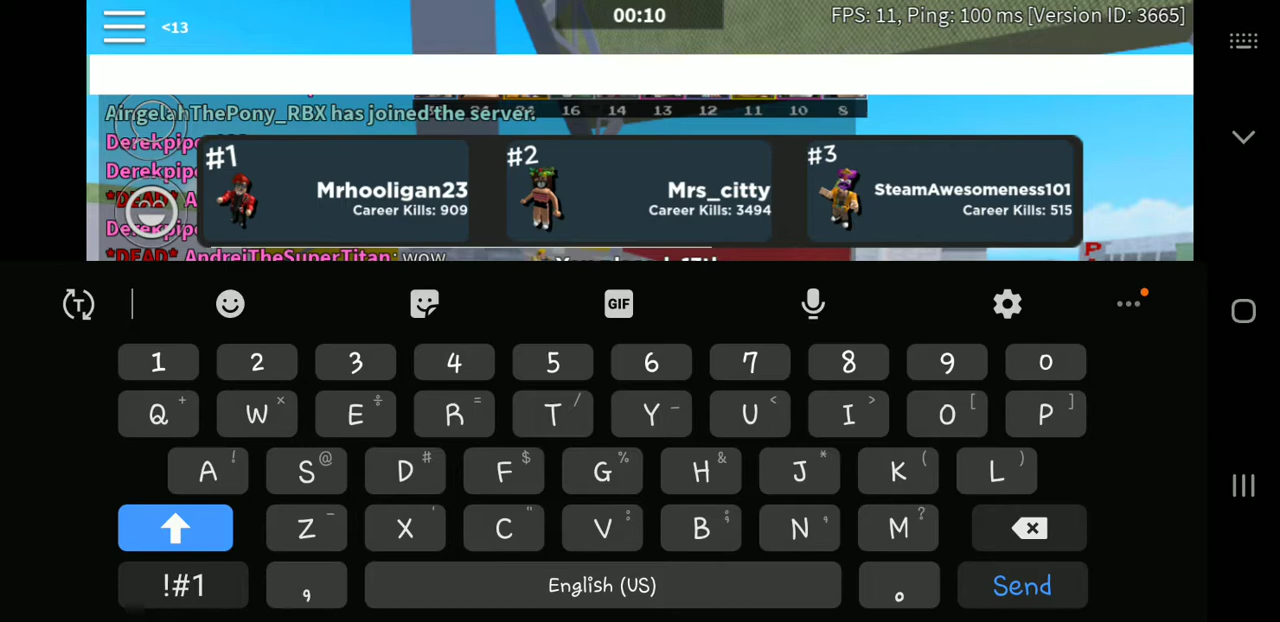 00:10
FPS: 11, Ping: 100 ms [Version ID: 3665]
<13
16 14 13 12 11 10 8
AingelahThePony_RBX has joined the server.
#1 #2 #3
Mrhooligan23 Mrs_citty SteamAwesomeness101
Career Kills: 909 Career Kills: 3494 Career Kills: 515
*DEAD* AndreiTheSuperTitan: wow
GIF
1 2 3 4 5 6 7 8 9 0
Q + W × E ÷ R = T / Y _ U < I > O [ P ]
A ! S @ D # F $ G % H & J * K ( L )
Z - X ' C " V : B ; N , M ?
!#1 , English (US) . Send